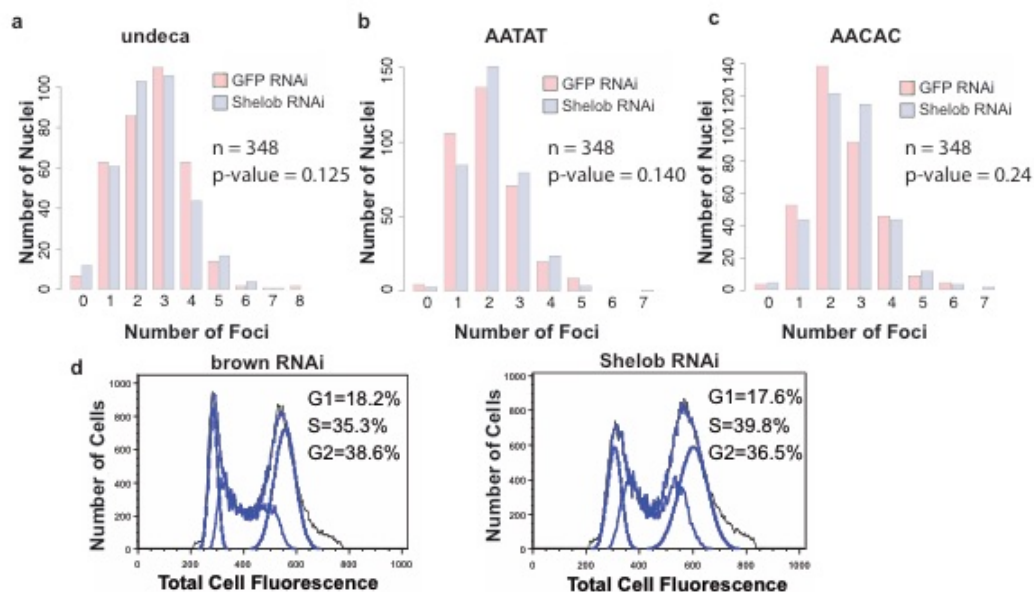 a
undeca
Number of Nuclei
100
80
60
40
20
0
GFP RNAi
Shelob RNAi
n = 348
p-value = 0.125
0 1 2 3 4 5 6 7 8
Number of Foci
b
AATAT
Number of Nuclei
150
100
50
0
GFP RNAi
Shelob RNAi
n = 348
p-value = 0.140
0 1 2 3 4 5 7
Number of Foci
c
AACAC
Number of Nuclei
140
120
100
80
60
40
20
0
GFP RNAi
Shelob RNAi
n = 348
p-value = 0.24
0 1 2 3 4 5 6 7
Number of Foci
d
brown RNAi
Number of Cells
1000
800
600
400
200
0
G1=18.2%
S=35.3%
G2=38.6%
0 200 400 600 800 1000
Total Cell Fluorescence
Shelob RNAi
Number of Cells
1000
800
600
400
200
0
G1=17.6%
S=39.8%
G2=36.5%
0 200 400 600 800 1000
Total Cell Fluorescence